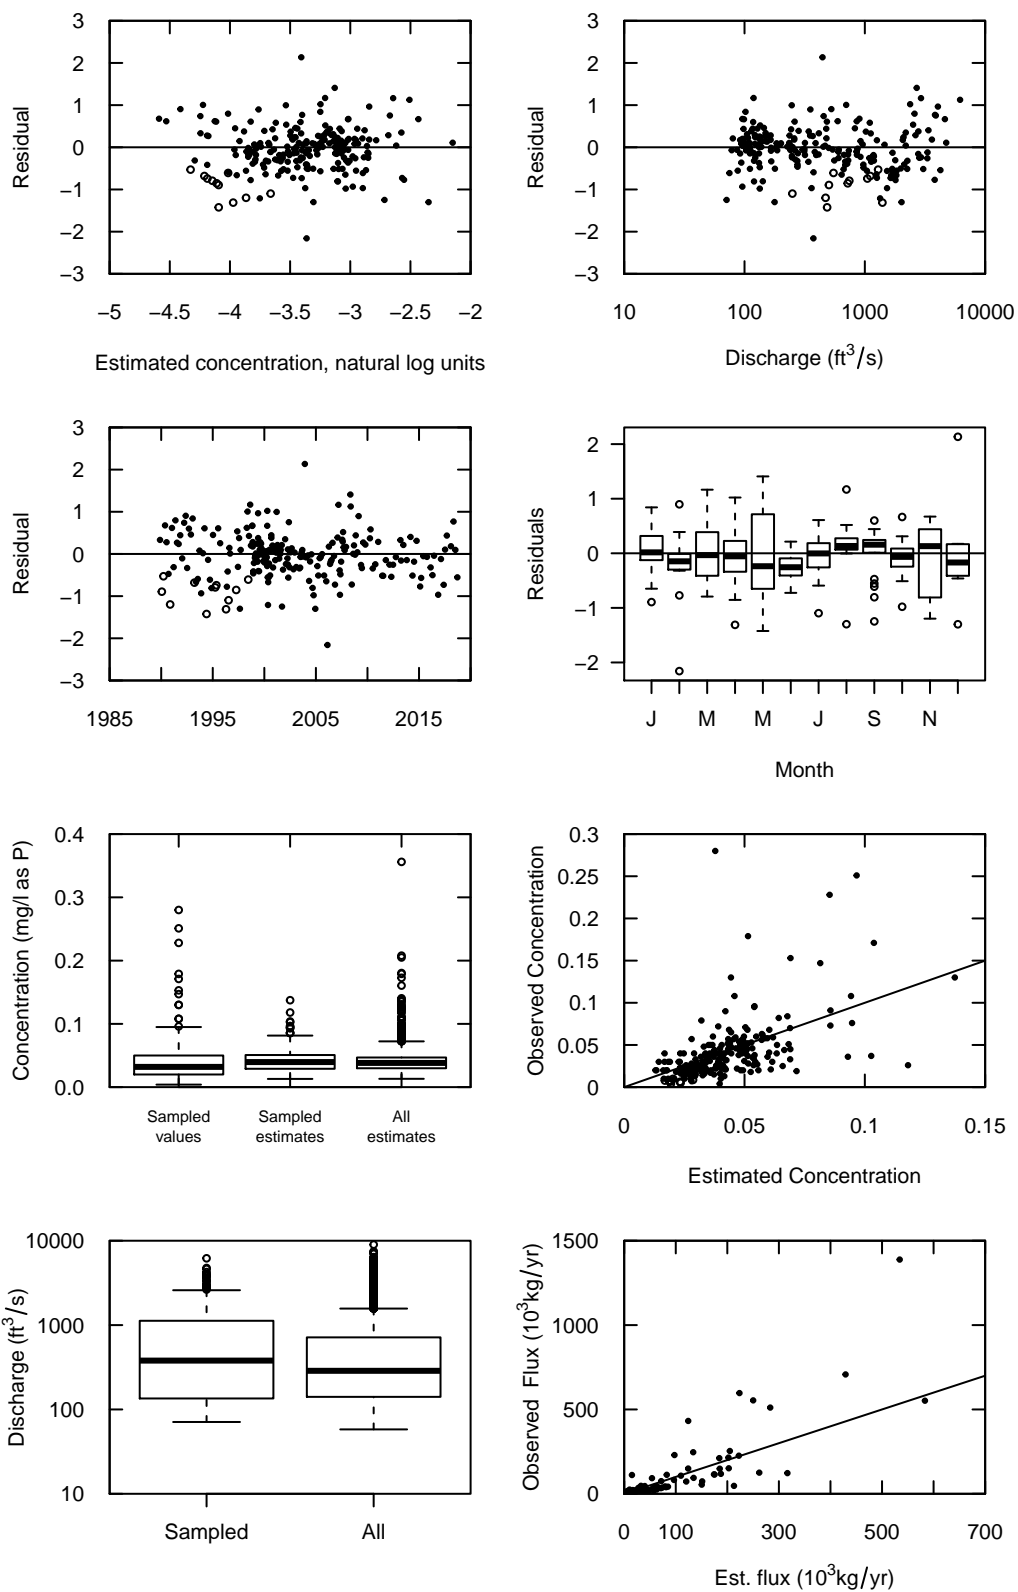 3
2
1
0
−1
−2
−3
Residual
−5 −4.5 −4 −3.5 −3 −2.5 −2
Estimated concentration, natural log units
3
2
1
0
−1
−2
−3
Residual
10 100 1000 10000
Discharge (ft³/s)
3
2
1
0
−1
−2
−3
Residual
1985 1995 2005 2015
2
1
0
−1
−2
Residuals
J M M J S N
Month
0.4
0.3
0.2
0.1
0.0
Concentration (mg/l as P)
Sampled Sampled All
values estimates estimates
0.3
0.25
0.2
0.15
0.1
0.05
0
Observed Concentration
0 0.05 0.1 0.15
Estimated Concentration
10000
1000
100
10
Discharge (ft³/s)
Sampled All
1500
1000
500
0
Observed Flux (10³kg/yr)
0 100 300 500 700
Est. flux (10³kg/yr)